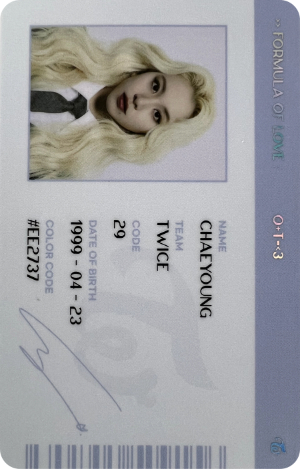 >> FORMULA OF LOVE
O+T=<3
NAME
CHAEYOUNG
TEAM
TWICE
CODE
29
DATE OF BIRTH
1999 - 04 - 23
COLOR CODE
#EE2737